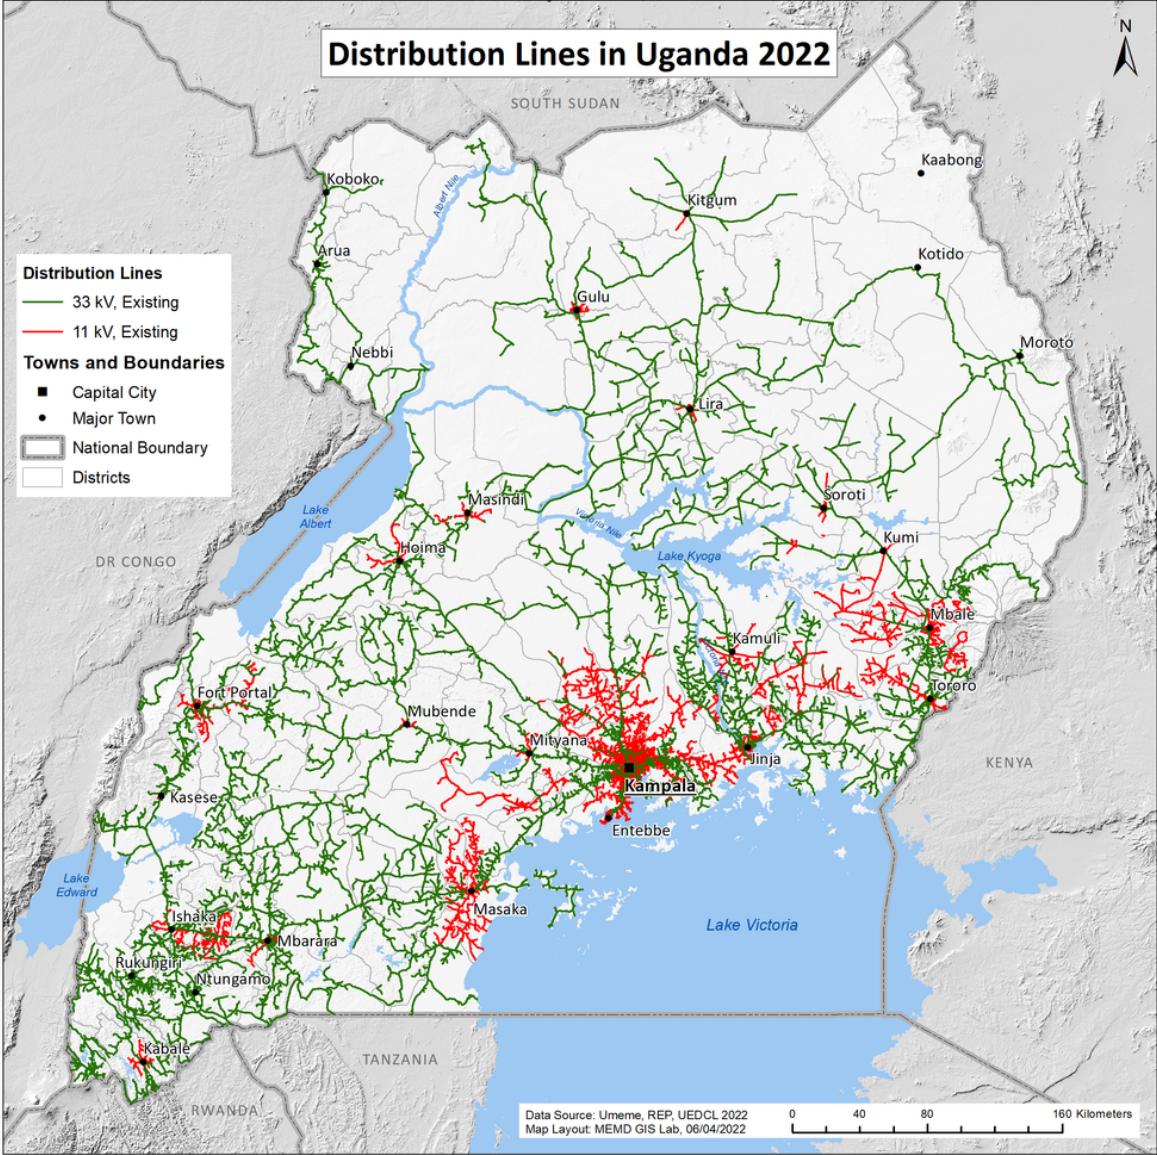 Distribution Lines in Uganda 2022
N
SOUTH SUDAN
Kaabong
Koboko
Albert Nile
Kitgum
Arua
Kotido
Distribution Lines
33 kV, Existing
11 kV, Existing
Towns and Boundaries
Capital City
Major Town
National Boundary
Districts
Gulu
Moroto
Nebbi
Lira
Masindi
Soroti
Lake
Albert
Victoria Nile
Kumi
Hoima
Lake Kyoga
DR CONGO
Mbale
Kamuli
Tororo
Fort Portal
Mubende
Mityana
Jinja
KENYA
Kampala
Kasese
Entebbe
Lake
Edward
Masaka
Ishaka
Lake Victoria
Mbarara
Rukungiri
Ntungamo
Kabale
TANZANIA
RWANDA
Data Source: Umeme, REP, UEDCL 2022
Map Layout: MEMD GIS Lab, 06/04/2022
0 40 80 160 Kilometers